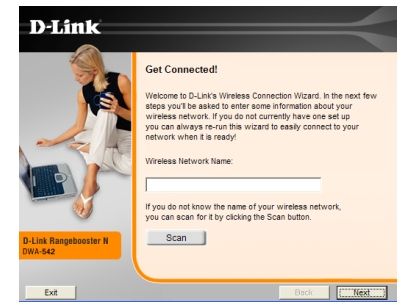 D-Link
Get Connected!
Welcome to D-Link's Wireless Connection Wizard. In the next few
steps you'll be asked to enter some information about your
wireless network. If you do not currently have one set up
you can always re-run this wizard to easily connect to your
network when it is ready!
Wireless Network Name:
If you do not know the name of your wireless network,
you can scan for it by clicking the Scan button.
Scan
D-Link Rangebooster N
DWA-542
Exit
Back
Next